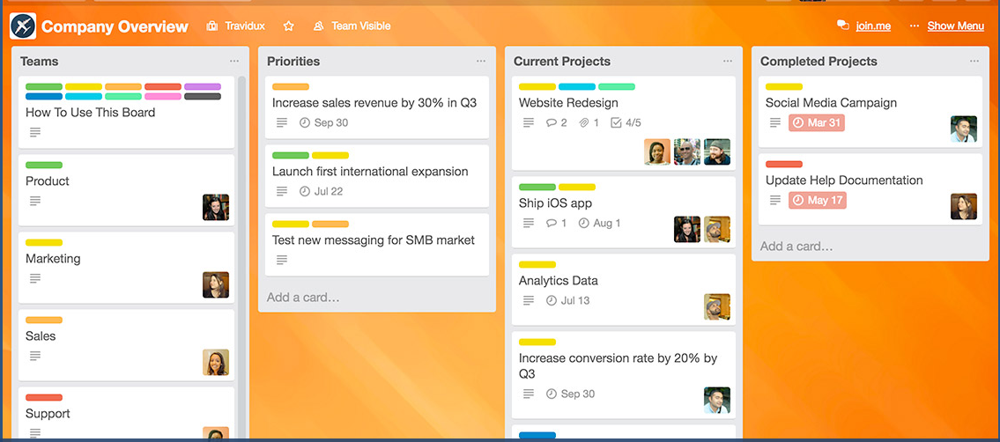 Company Overview
Travidux
Team Visible
join.me
Show Menu
Teams
How To Use This Board
Product
Marketing
Sales
Support
Priorities
Increase sales revenue by 30% in Q3
Sep 30
Launch first international expansion
Jul 22
Test new messaging for SMB market
Add a card…
Current Projects
Website Redesign
2 1 4/5
Ship iOS app
1 Aug 1
Analytics Data
Jul 13
Increase conversion rate by 20% by
Q3
Sep 30
Completed Projects
Social Media Campaign
Mar 31
Update Help Documentation
May 17
Add a card…